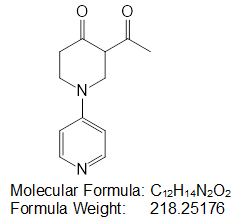 O O
N
N
Molecular Formula: C₁₂H₁₄N₂O₂
Formula Weight: 218.25176